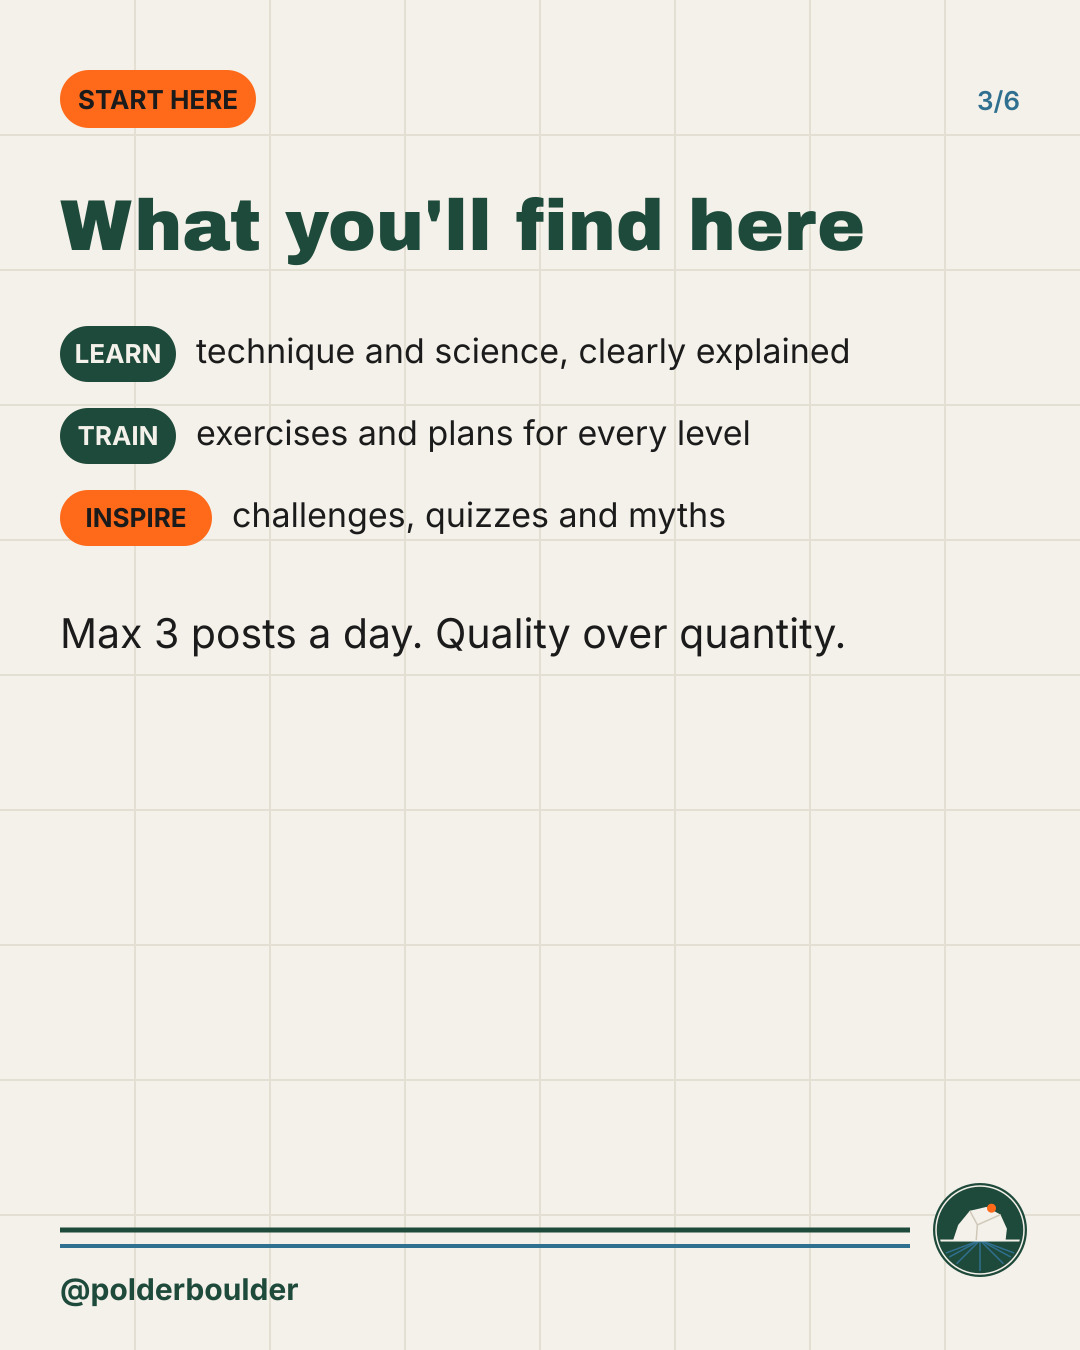 START HERE
3/6
What you'll find here
LEARN technique and science, clearly explained
TRAIN exercises and plans for every level
INSPIRE challenges, quizzes and myths
Max 3 posts a day. Quality over quantity.
@polderboulder